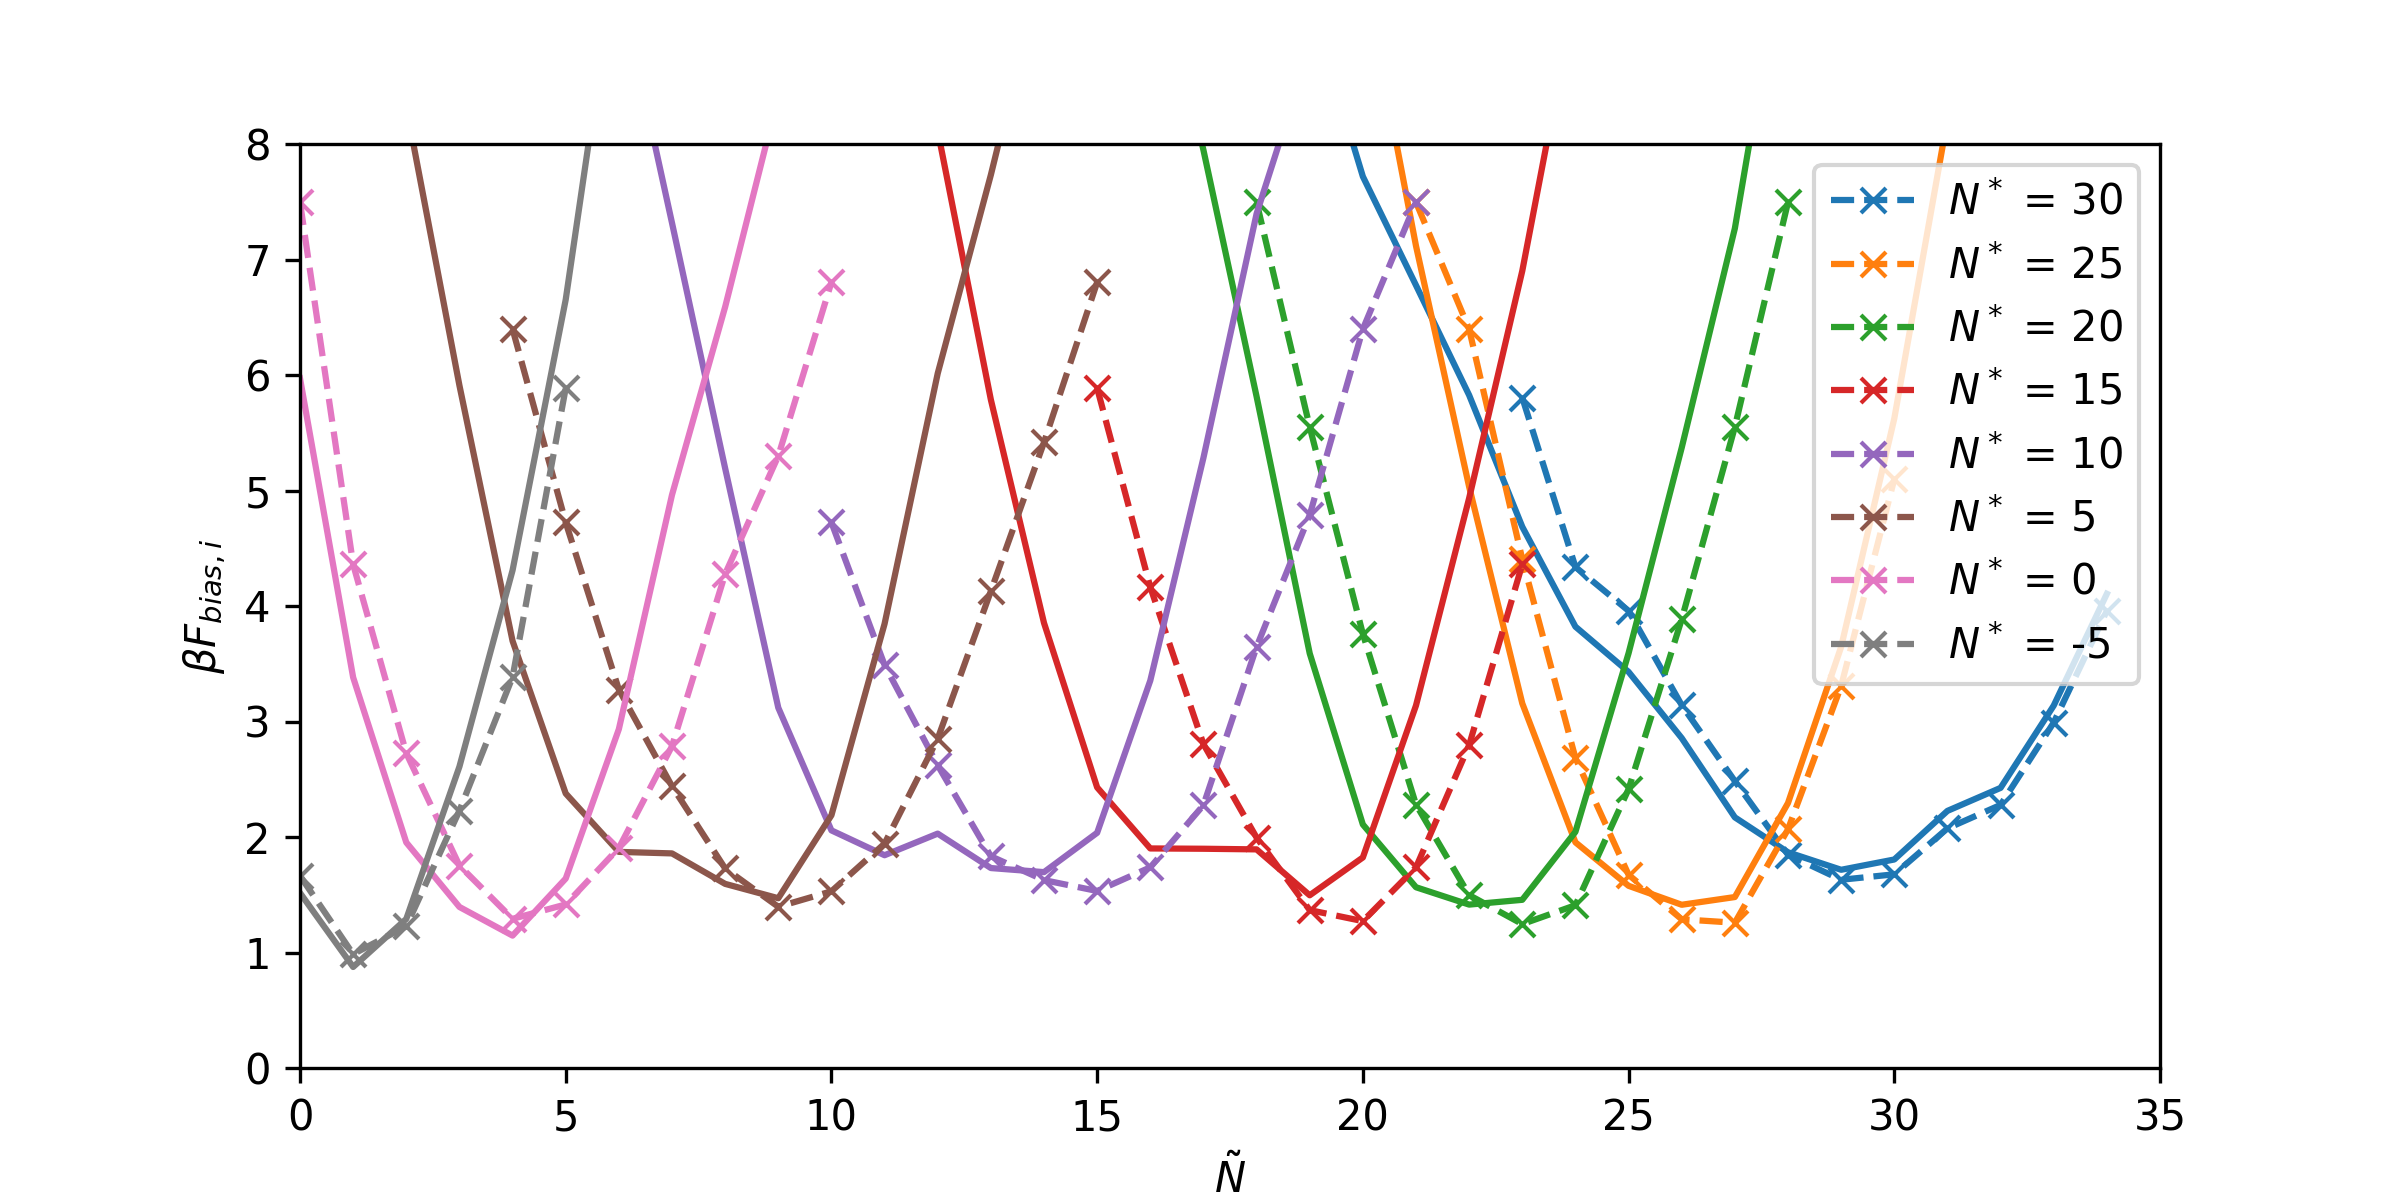 8
7
6
5
4
3
2
1
0
βF_{bias, i}
0 5 10 15 20 25 30 35
Ñ
N* = 30
N* = 25
N* = 20
N* = 15
N* = 10
N* = 5
N* = 0
N* = -5